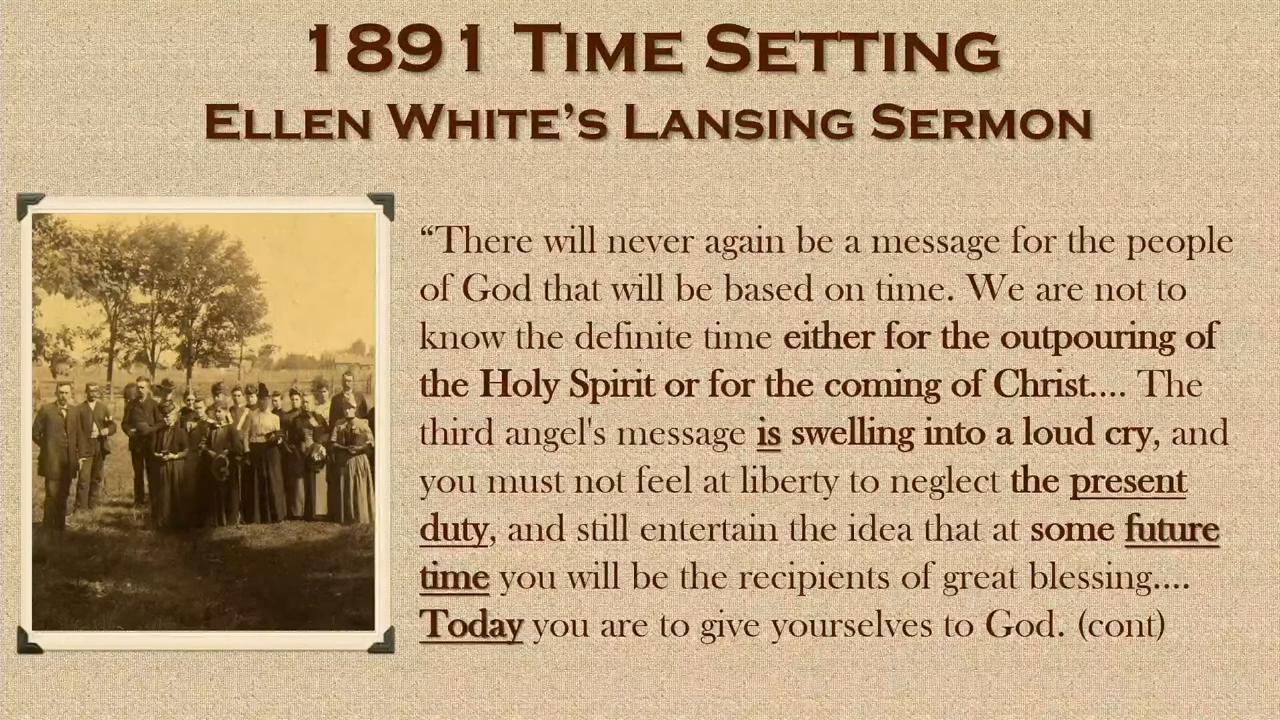 1891 Time Setting
Ellen White’s Lansing Sermon
“There will never again be a message for the people
of God that will be based on time. We are not to
know the definite time either for the outpouring of
the Holy Spirit or for the coming of Christ.... The
third angel's message is swelling into a loud cry, and
you must not feel at liberty to neglect the present
duty, and still entertain the idea that at some future
time you will be the recipients of great blessing....
Today you are to give yourselves to God. (cont)